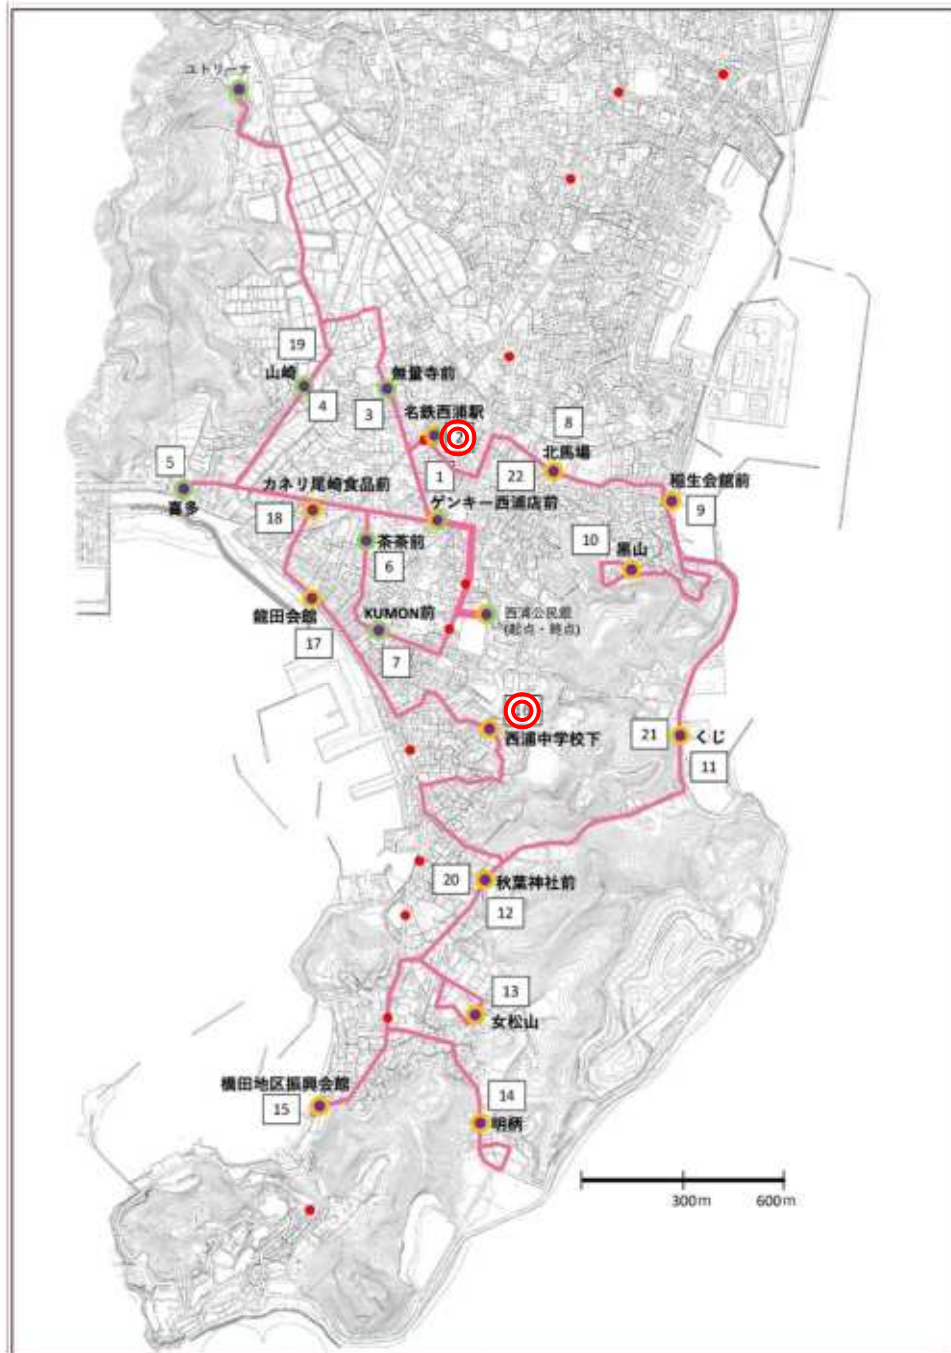 ユトリーナ
19
山崎
4
無量寺前
3
名鉄西浦駅
2
8
北馬場
22
5
喜多
カネリ尾崎食品前
18
1
ゲンキー西浦店前
稲生会館前
9
10
黒山
茶茶前
6
龍田会館
17
KUMON前
7
西浦公民館
(起点・終点)
西浦中学校下
21
くじ
11
20
秋葉神社前
12
13
女松山
橋田地区振興会館
15
14
明柄
300m
600m